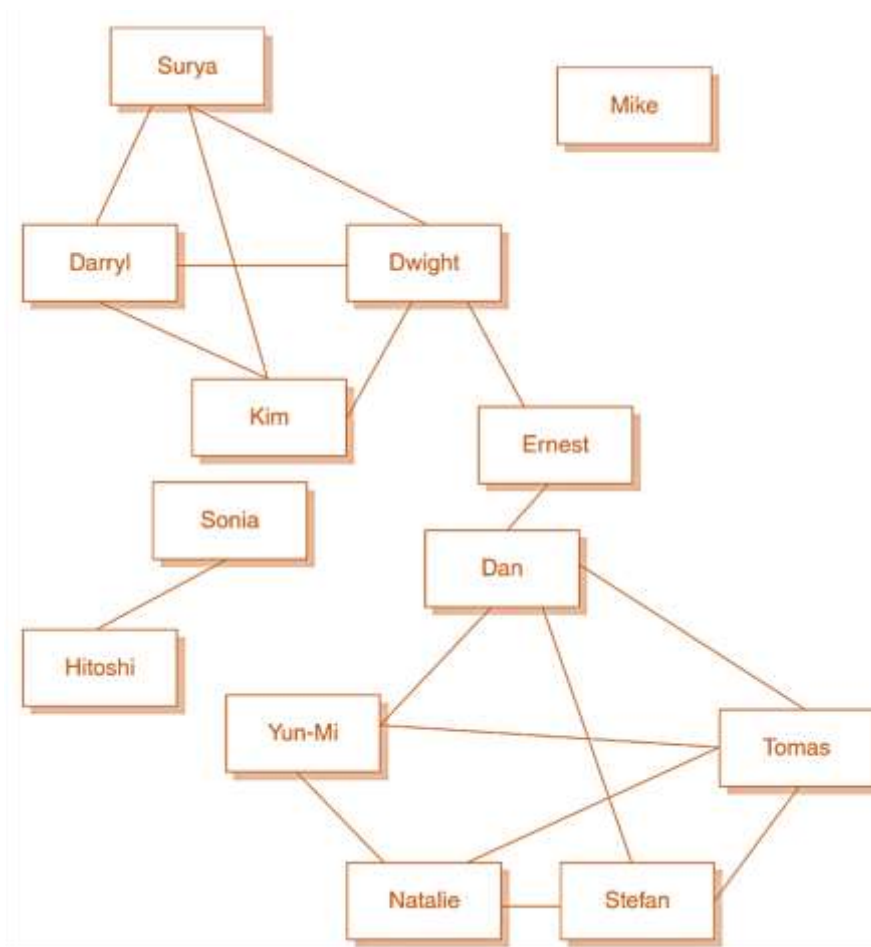 Surya
Mike
Darryl
Dwight
Kim
Ernest
Sonia
Dan
Hitoshi
Yun-Mi
Tomas
Natalie
Stefan